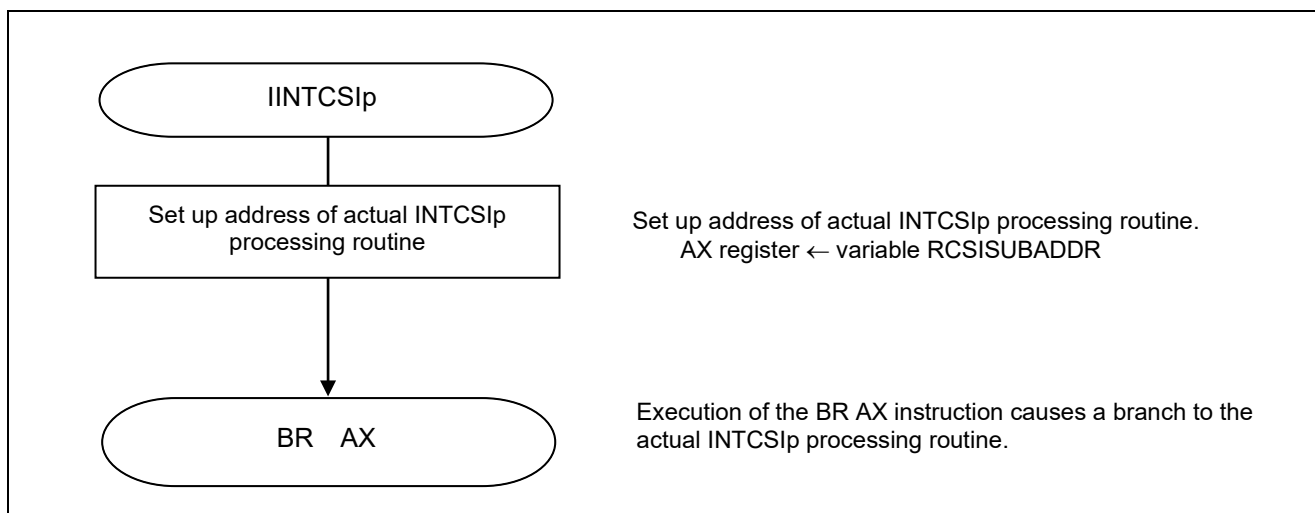 IINTCSIp
Set up address of actual INTCSIp
processing routine
Set up address of actual INTCSIp processing routine.
AX register ← variable RCSISUBADDR
BR AX
Execution of the BR AX instruction causes a branch to the
actual INTCSIp processing routine.